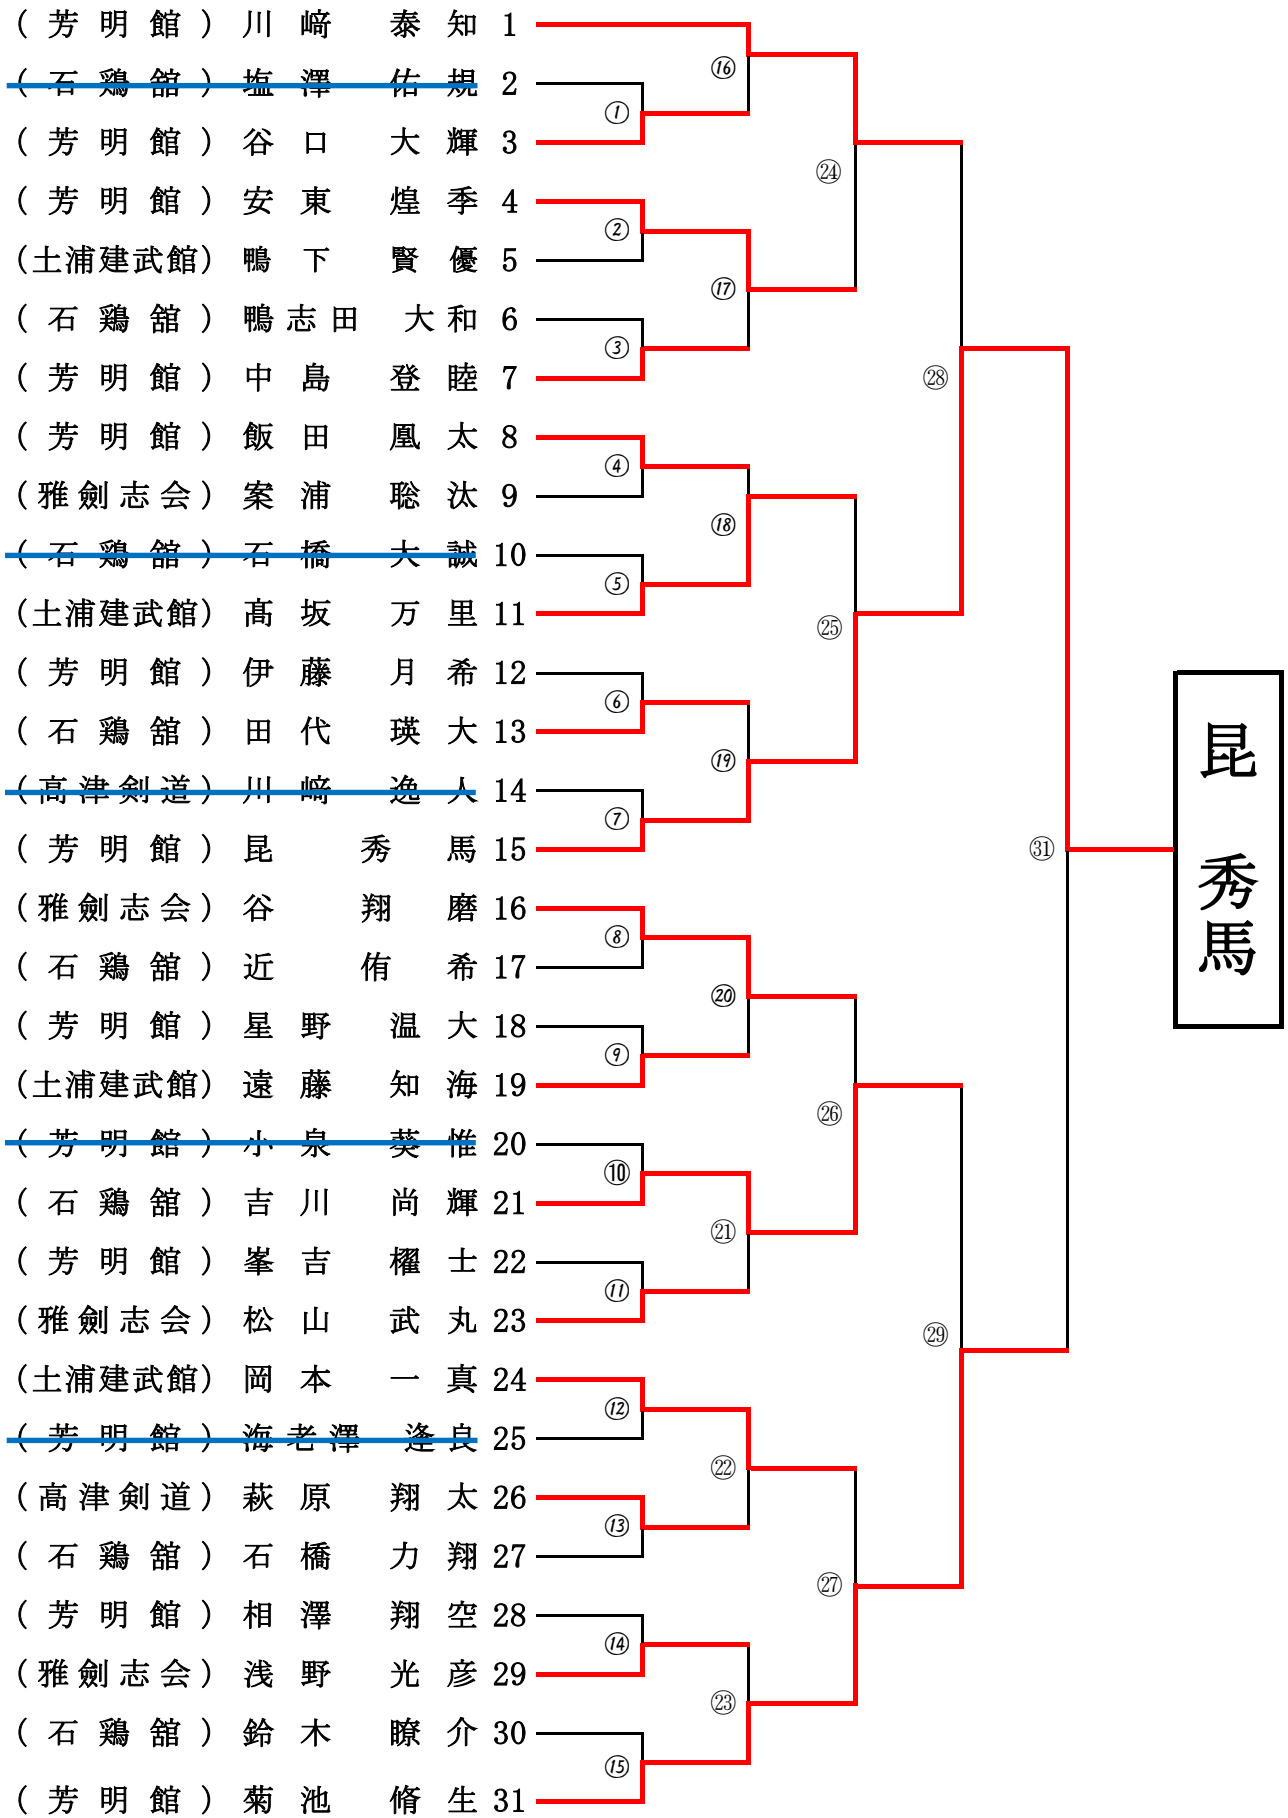 (芳明館) 川﨑 泰知 1
(石鶏舘) 塩澤 佑規 2
(芳明館) 谷口 大輝 3
(芳明館) 安東 煌季 4
(土浦建武館) 鴨下 賢優 5
(石鶏舘) 鴨志田 大和 6
(芳明館) 中島 登睦 7
(芳明館) 飯田 凰太 8
(雅劍志会) 案浦 聡汰 9
(石鶏舘) 石橋 大誠 10
(土浦建武館) 髙坂 万里 11
(芳明館) 伊藤 月希 12
(石鶏舘) 田代 瑛大 13
(高津剣道) 川﨑 逸人 14
(芳明館) 昆 秀馬 15
(雅劍志会) 谷 翔磨 16
(石鶏舘) 近 侑希 17
(芳明館) 星野 温大 18
(土浦建武館) 遠藤 知海 19
(芳明館) 小泉 葵惟 20
(石鶏舘) 吉川 尚輝 21
(芳明館) 峯吉 櫂士 22
(雅劍志会) 松山 武丸 23
(土浦建武館) 岡本 一真 24
(芳明館) 海老澤 逢良 25
(高津剣道) 萩原 翔太 26
(石鶏舘) 石橋 力翔 27
(芳明館) 相澤 翔空 28
(雅劍志会) 浅野 光彦 29
(石鶏舘) 鈴木 瞭介 30
(芳明館) 菊池 脩生 31
①
②
③
④
⑤
⑥
⑦
⑧
⑨
⑩
⑪
⑫
⑬
⑭
⑮
⑯
⑰
⑱
⑲
⑳
㉑
㉒
㉓
㉔
㉕
㉖
㉗
㉘
㉙
㉛
昆 秀馬